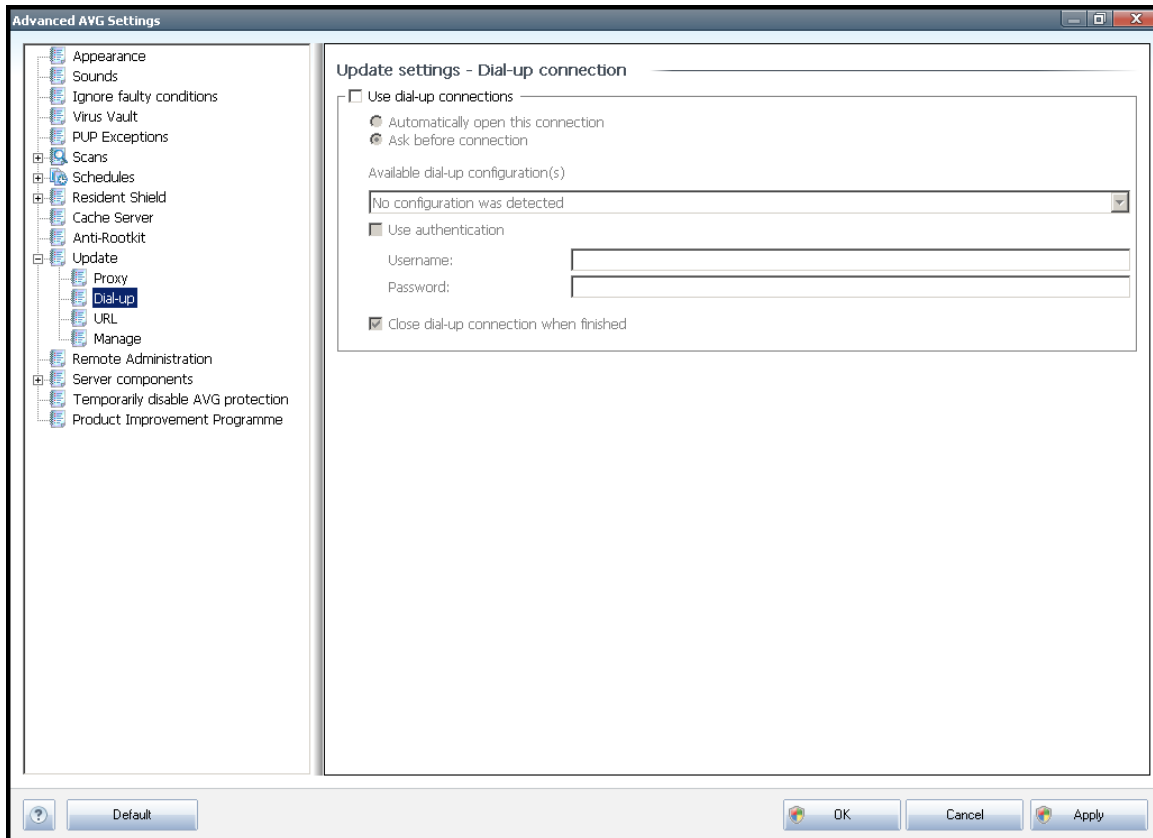 Advanced AVG Settings
Appearance
Sounds
Ignore faulty conditions
Virus Vault
PUP Exceptions
Scans
Schedules
Resident Shield
Cache Server
Anti-Rootkit
Update
Proxy
Dial-up
URL
Manage
Remote Administration
Server components
Temporarily disable AVG protection
Product Improvement Programme
Update settings - Dial-up connection
Use dial-up connections
Automatically open this connection
Ask before connection
Available dial-up configuration(s)
No configuration was detected
Use authentication
Username:
Password:
Close dial-up connection when finished
? Default OK Cancel Apply